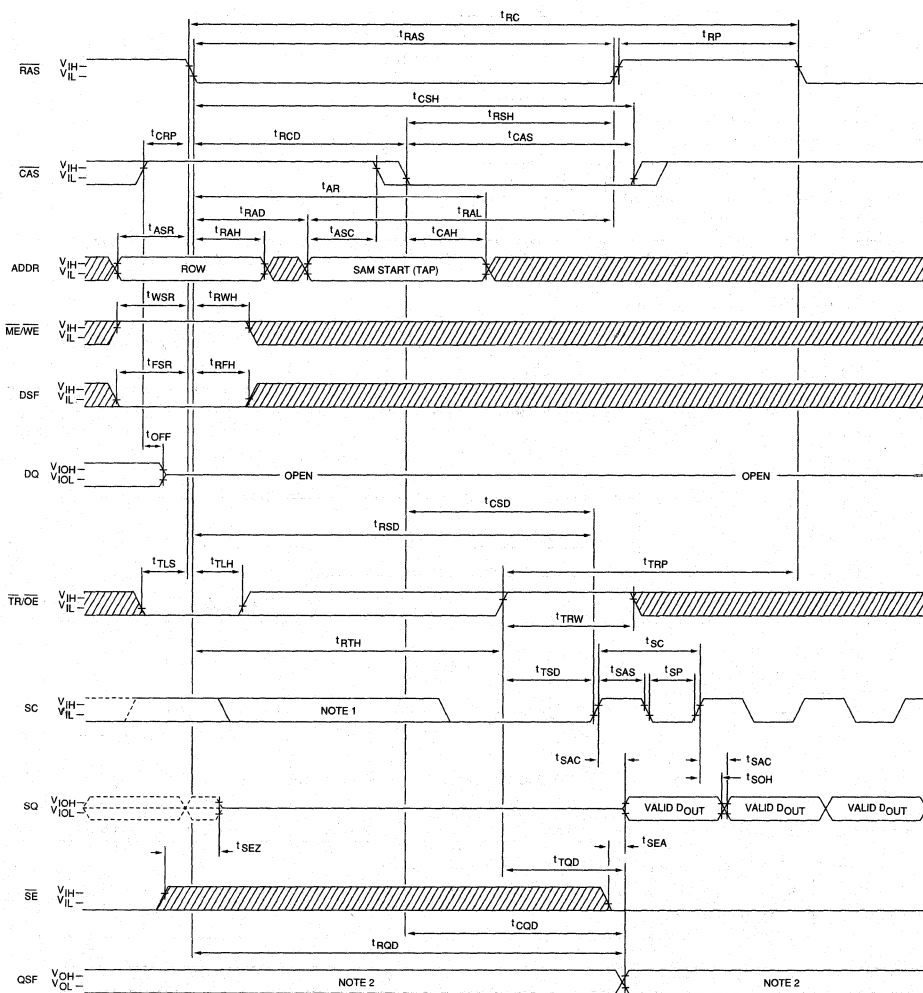 tRC
tRAS
tRP
RAS VIH VIL
tCSH
tRSH
tCRP
tRCD
tCAS
CAS VIH VIL
tAR
tRAD
tRAL
tASR
tRAH
tASC
tCAH
ADDR VIH VIL ROW SAM START (TAP)
tWSR
tRWH
ME/WE VIH VIL
tFSR
tRFH
DSF VIH VIL
tOFF
DQ VIOH VIOL OPEN OPEN
tCSD
tRSD
tTLS
tTLH
tTRP
TR/OE VIH VIL
tTRW
tRTH
tSC
tTSD
tSAS
tSP
SC VIH VIL NOTE 1
tSAC
tSAC
tSOH
SQ VIOH VIOL VALID DOUT VALID DOUT VALID DOUT
tSEZ
tSEA
tTQD
SE VIH VIL
tCQD
tRQD
QSF VOH VOL NOTE 2 NOTE 2